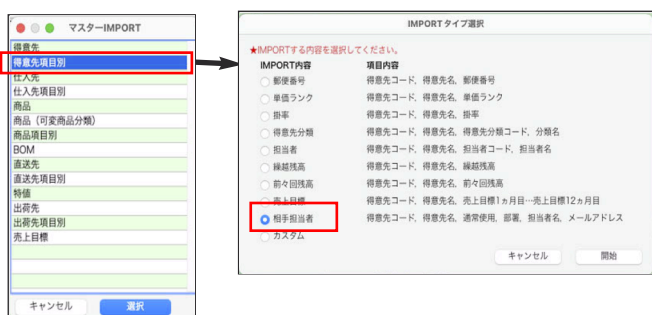 マスターIMPORT
得意先
得意先項目別
仕入先
仕入先項目別
商品
商品（可変商品分類）
商品項目別
BOM
直送先
直送先項目別
特値
出荷先
出荷先項目別
売上目標
キャンセル 選択
IMPORTタイプ選択
★IMPORTする内容を選択してください。
IMPORT内容 項目内容
郵便番号 得意先コード，得意先名，郵便番号
単価ランク 得意先コード，得意先名，単価ランク
掛率 得意先コード，得意先名，掛率
得意先分類 得意先コード，得意先名，得意先分類コード，分類名
担当者 得意先コード，得意先名，担当者コード，担当者名
繰越残高 得意先コード，得意先名，繰越残高
前々回残高 得意先コード，得意先名，前々回残高
売上目標 得意先コード，得意先名，売上目標1ヵ月目…売上目標12ヵ月目
相手担当者 得意先コード，得意先名，通常使用，部署，担当者名，メールアドレス
カスタム
キャンセル 開始